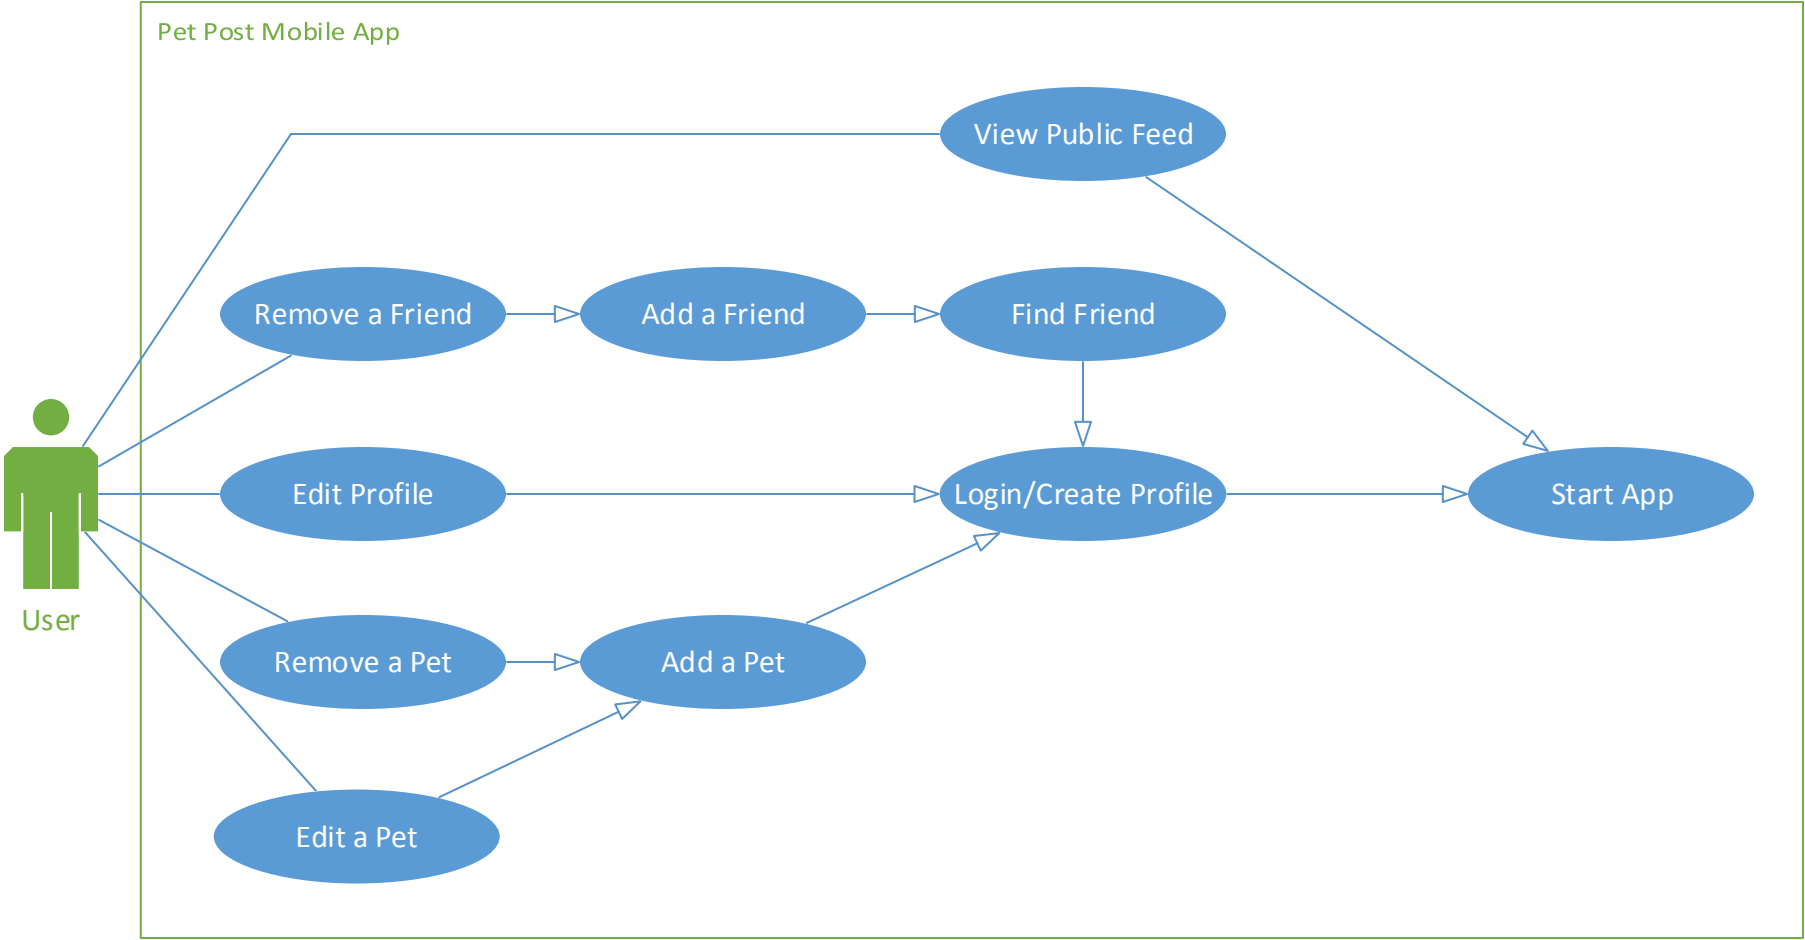 Pet Post Mobile App
View Public Feed
Remove a Friend
Add a Friend
Find Friend
Edit Profile
Login/Create Profile
Start App
User
Remove a Pet
Add a Pet
Edit a Pet